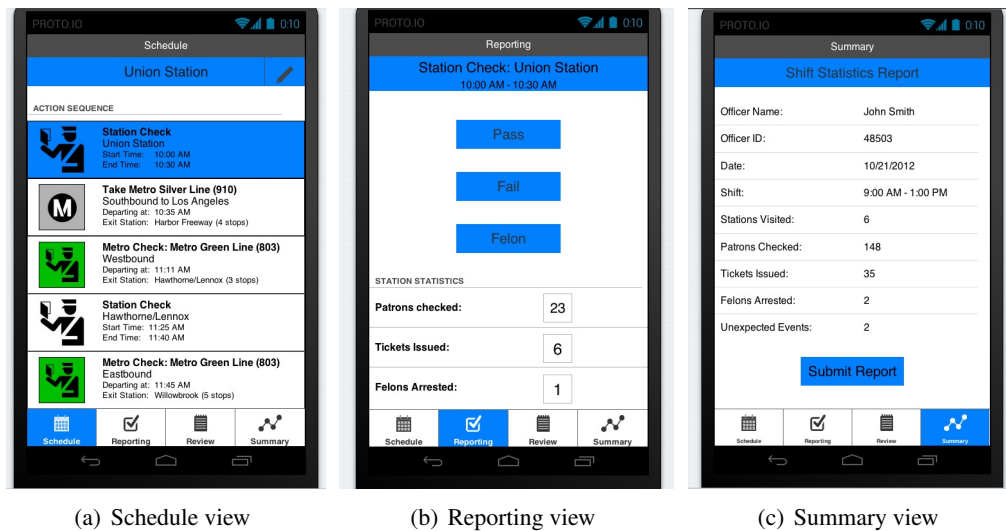 PROTO.IO 0:10
Schedule
Union Station
ACTION SEQUENCE
Station Check
Union Station
Start Time: 10:00 AM
End Time: 10:30 AM
M
Take Metro Silver Line (910)
Southbound to Los Angeles
Departing at: 10:35 AM
Exit Station: Harbor Freeway (4 stops)
Metro Check: Metro Green Line (803)
Westbound
Departing at: 11:11 AM
Exit Station: Hawthorne/Lennox (3 stops)
Station Check
Hawthorne/Lennox
Start Time: 11:25 AM
End Time: 11:40 AM
Metro Check: Metro Green Line (803)
Eastbound
Departing at: 11:45 AM
Exit Station: Willowbrook (5 stops)
Schedule Reporting Review Summary
(a) Schedule view
PROTO.IO 0:10
Reporting
Station Check: Union Station
10:00 AM - 10:30 AM
Pass
Fail
Felon
STATION STATISTICS
Patrons checked: 23
Tickets Issued: 6
Felons Arrested: 1
Schedule Reporting Review Summary
(b) Reporting view
PROTO.IO 0:10
Summary
Shift Statistics Report
Officer Name: John Smith
Officer ID: 48503
Date: 10/21/2012
Shift: 9:00 AM - 1:00 PM
Stations Visited: 6
Patrons Checked: 148
Tickets Issued: 35
Felons Arrested: 2
Unexpected Events: 2
Submit Report
Schedule Reporting Review Summary
(c) Summary view